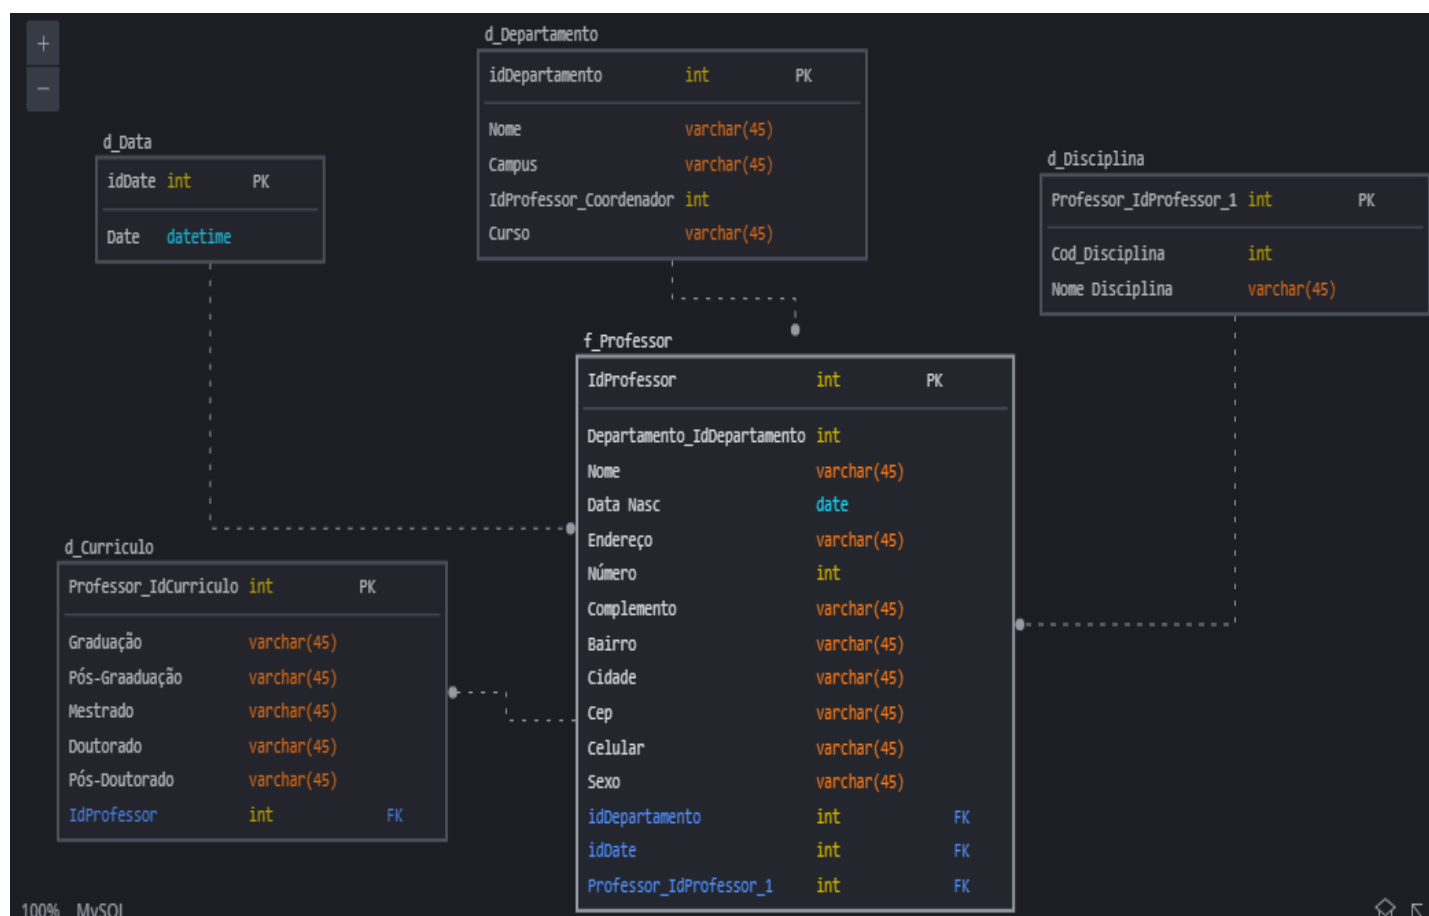 +
-
d_Departamento
idDepartamento int PK
Nome varchar(45)
Campus varchar(45)
IdProfessor_Coordenador int
Curso varchar(45)
d_Data
idDate int PK
Date datetime
d_Disciplina
Professor_IdProfessor_1 int PK
Cod_Disciplina int
Nome Disciplina varchar(45)
f_Professor
IdProfessor int PK
Departamento_IdDepartamento int
Nome varchar(45)
Data Nasc date
Endereço varchar(45)
Número int
Complemento varchar(45)
Bairro varchar(45)
Cidade varchar(45)
Cep varchar(45)
Celular varchar(45)
Sexo varchar(45)
idDepartamento int FK
idDate int FK
Professor_IdProfessor_1 int FK
d_Curriculo
Professor_IdCurriculo int PK
Graduação varchar(45)
Pós-Graaduação varchar(45)
Mestrado varchar(45)
Doutorado varchar(45)
Pós-Doutorado varchar(45)
IdProfessor int FK
100% MySQL